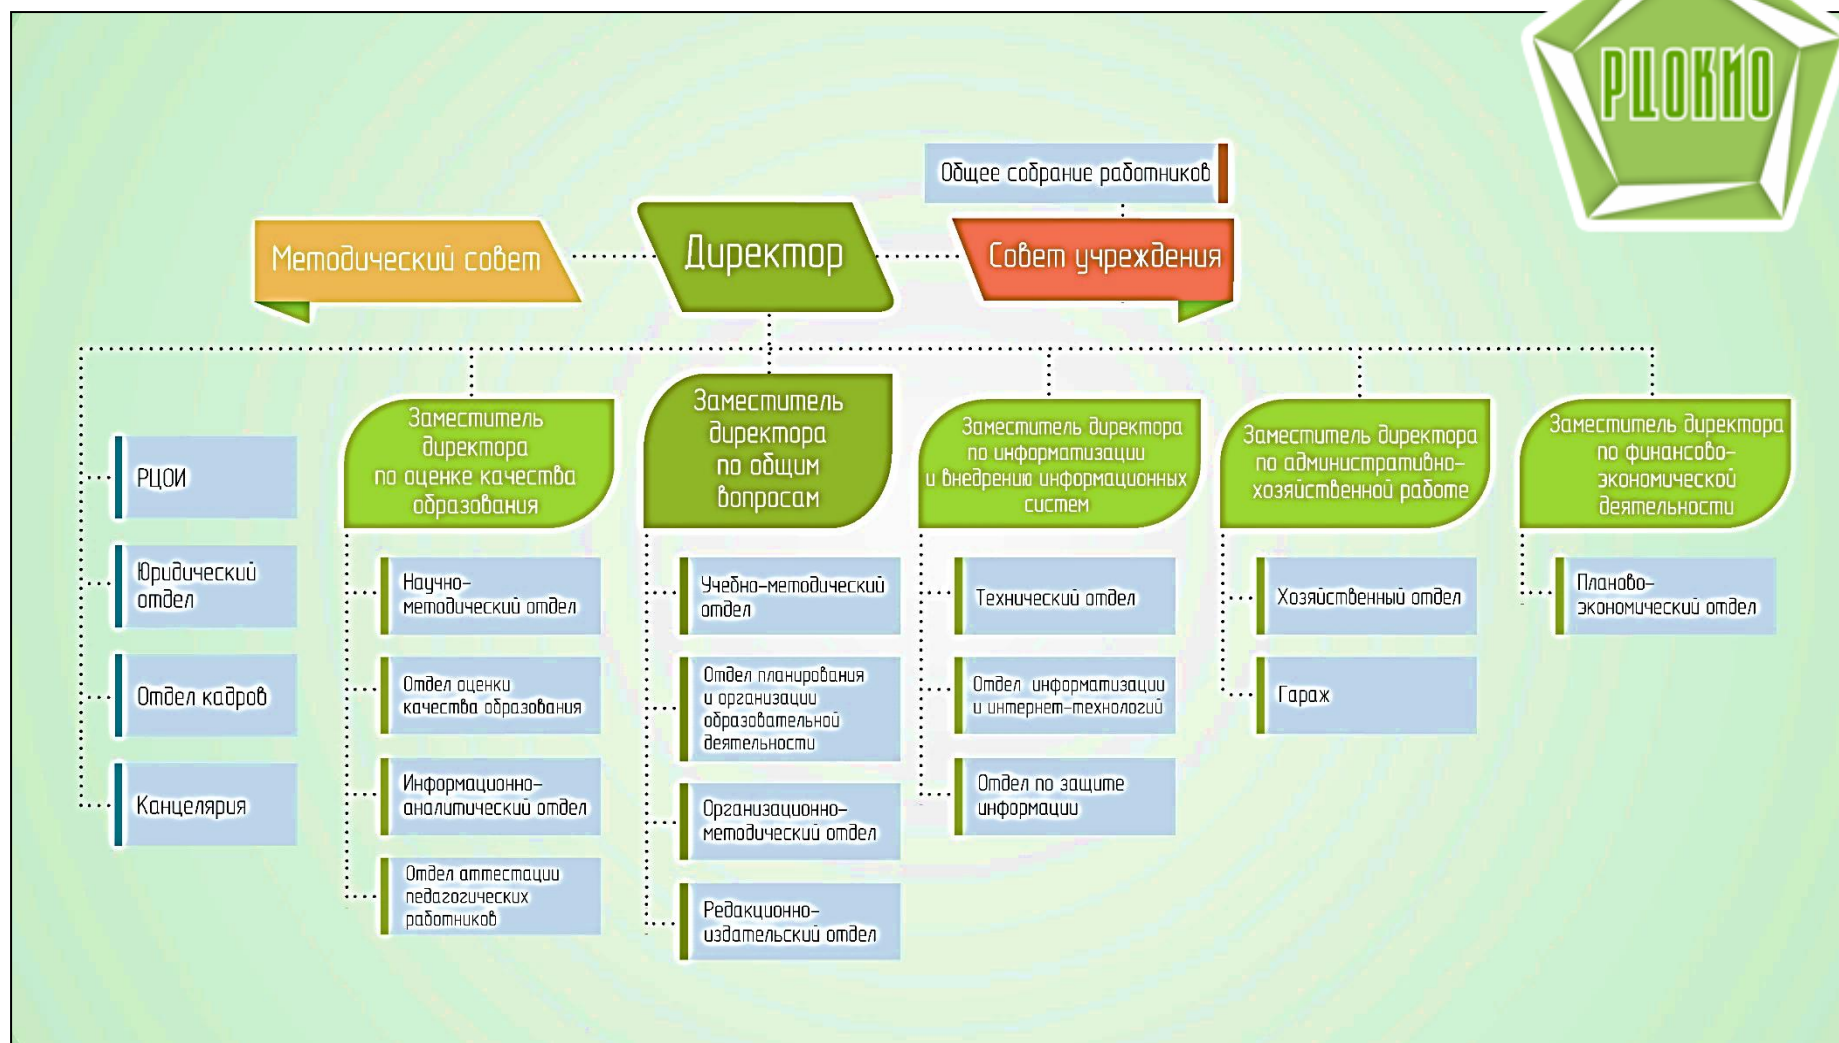 РЦОКИО
Общее собрание работников
Методический совет
Директор
Совет учреждения
РЦОИ
Юридический
отдел
Отдел кадров
Канцелярия
Заместитель
директора
по оценке качества
образования
Научно-
методический отдел
Отдел оценки
качества образования
Информационно-
аналитический отдел
Отдел аттестации
педагогических
работников
Заместитель
директора
по общим
вопросам
Учебно-методический
отдел
Отдел планирования
и организации
образовательной
деятельности
Организационно-
методический отдел
Редакционно-
издательский отдел
Заместитель директора
по информатизации
и внедрению информационных
систем
Технический отдел
Отдел информатизации
и интернет-технологий
Отдел по защите
информации
Заместитель директора
по административно-
хозяйственной работе
Хозяйственный отдел
Гараж
Заместитель директора
по финансово-
экономической
деятельности
Планово-
экономический отдел